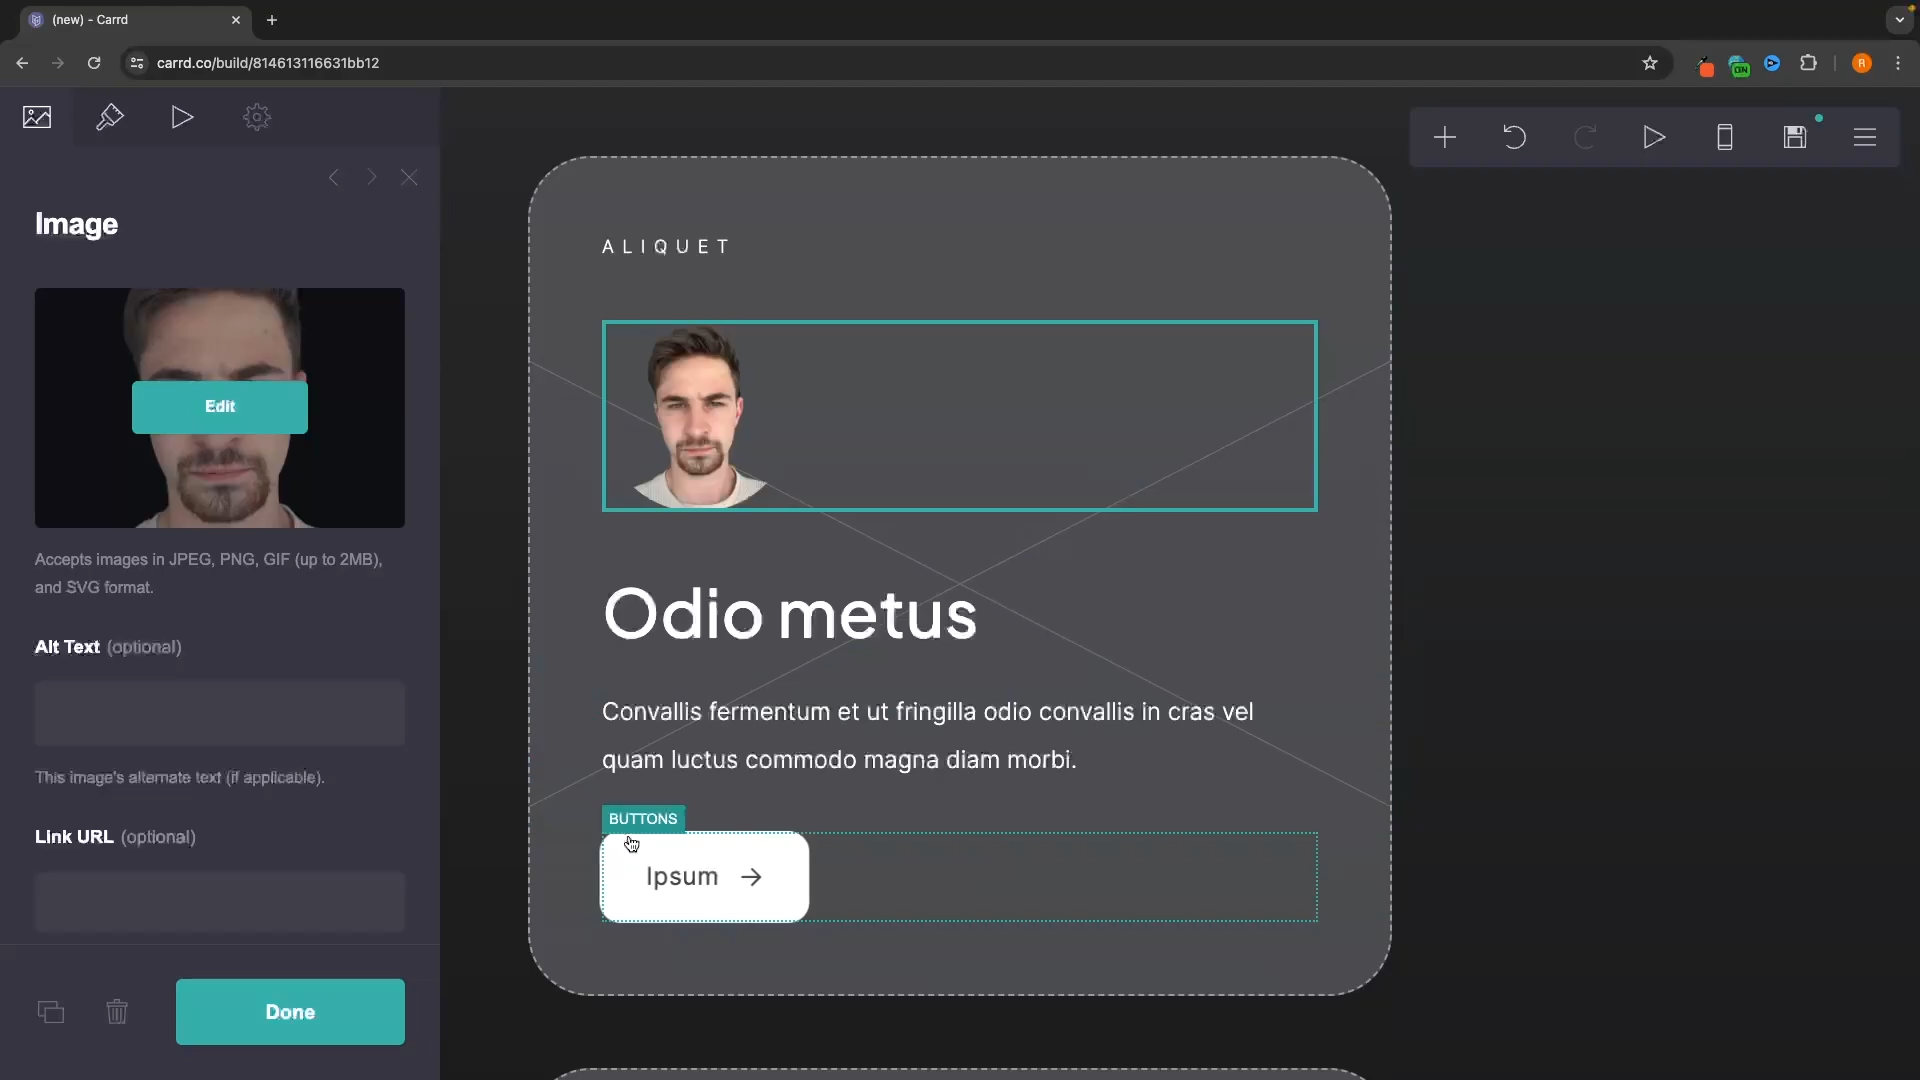 (new) - Carrd
carrd.co/build/814613116631bb12
ON
R
Image
Edit
Accepts images in JPEG, PNG, GIF (up to 2MB),
and SVG format.
Alt Text (optional)
This image's alternate text (if applicable).
Link URL (optional)
Done
ALIQUET
Odio metus
Convallis fermentum et ut fringilla odio convallis in cras vel
quam luctus commodo magna diam morbi.
BUTTONS
Ipsum →